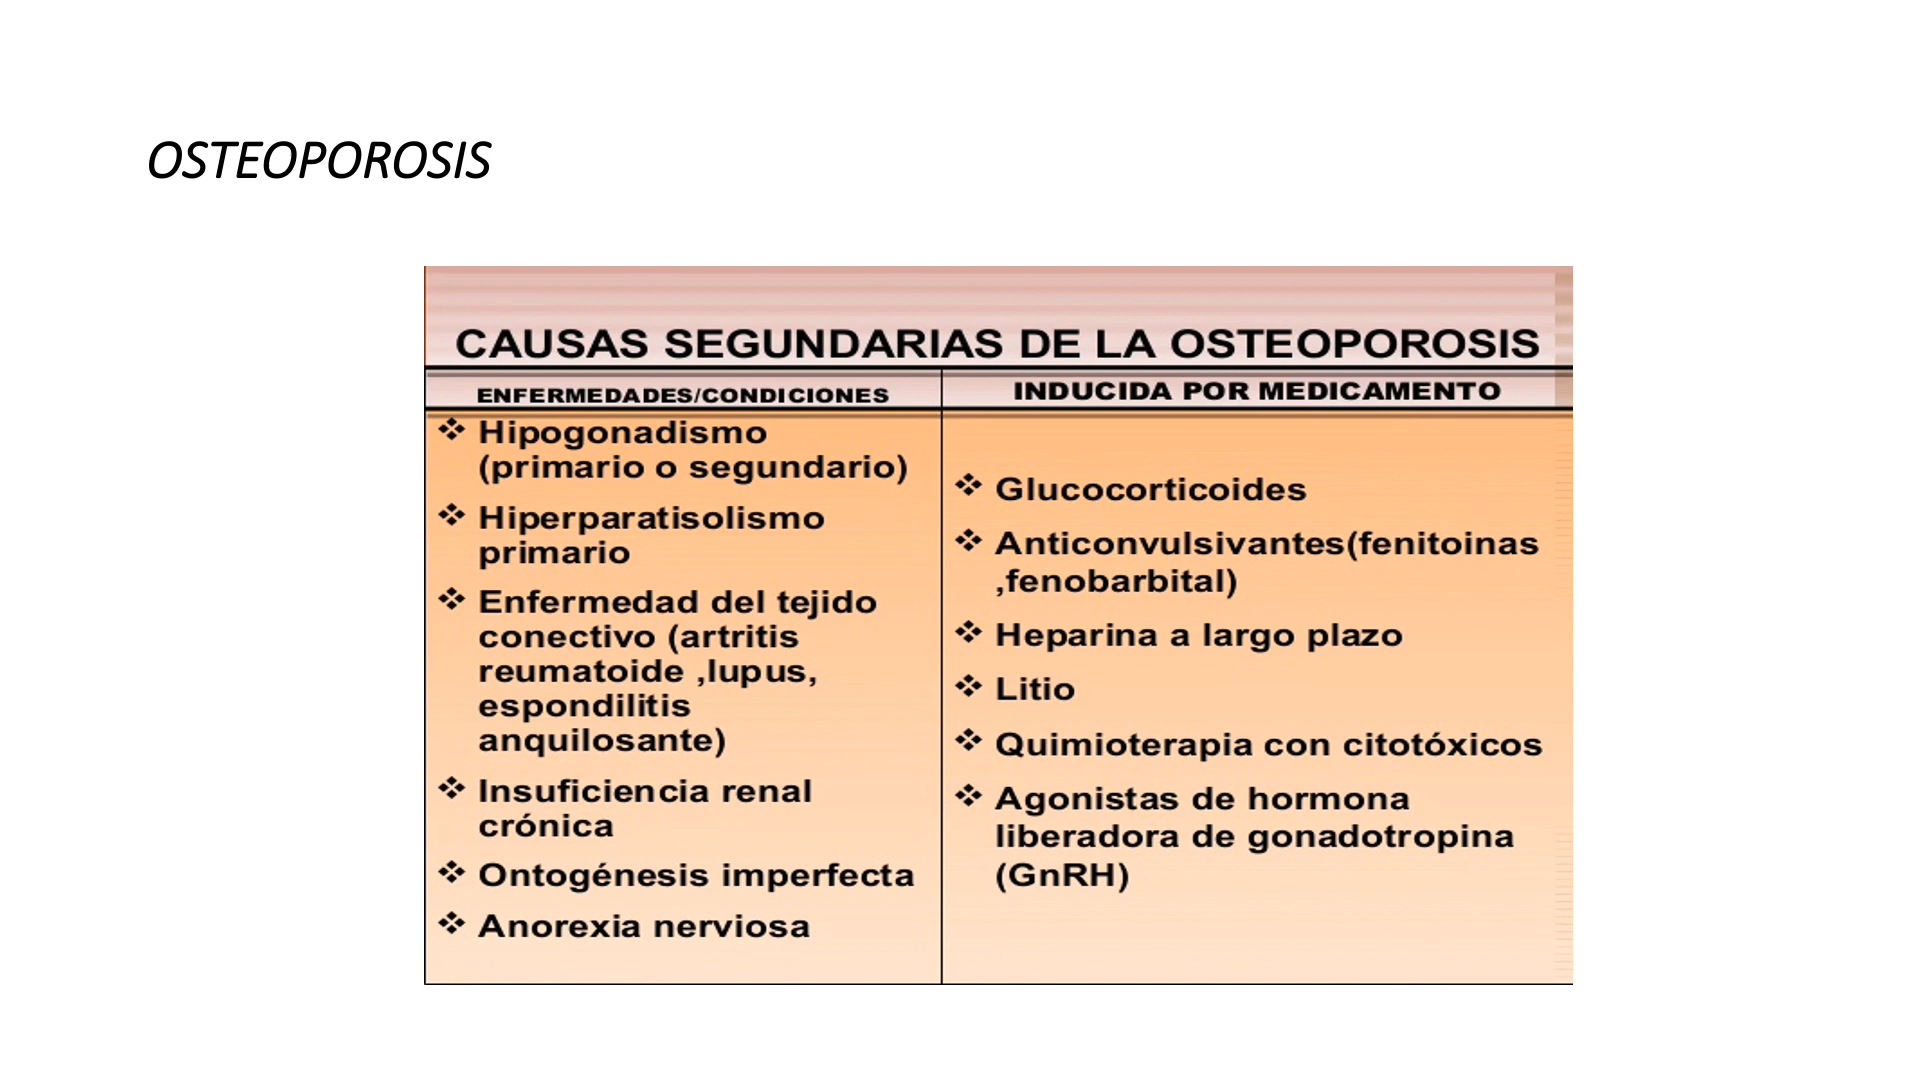 OSTEOPOROSIS
CAUSAS SEGUNDARIAS DE LA OSTEOPOROSIS
ENFERMEDADES/CONDICIONES
Hipogonadismo
(primario o segundario)
Hiperparatisolismo
primario
Enfermedad del tejido
conectivo (artritis
reumatoide ,lupus,
espondilitis
anquilosante)
Insuficiencia renal
crónica
Ontogénesis imperfecta
Anorexia nerviosa
INDUCIDA POR MEDICAMENTO
Glucocorticoides
Anticonvulsivantes(fenitoinas
,fenobarbital)
Heparina a largo plazo
Litio
Quimioterapia con citotóxicos
Agonistas de hormona
liberadora de gonadotropina
(GnRH)